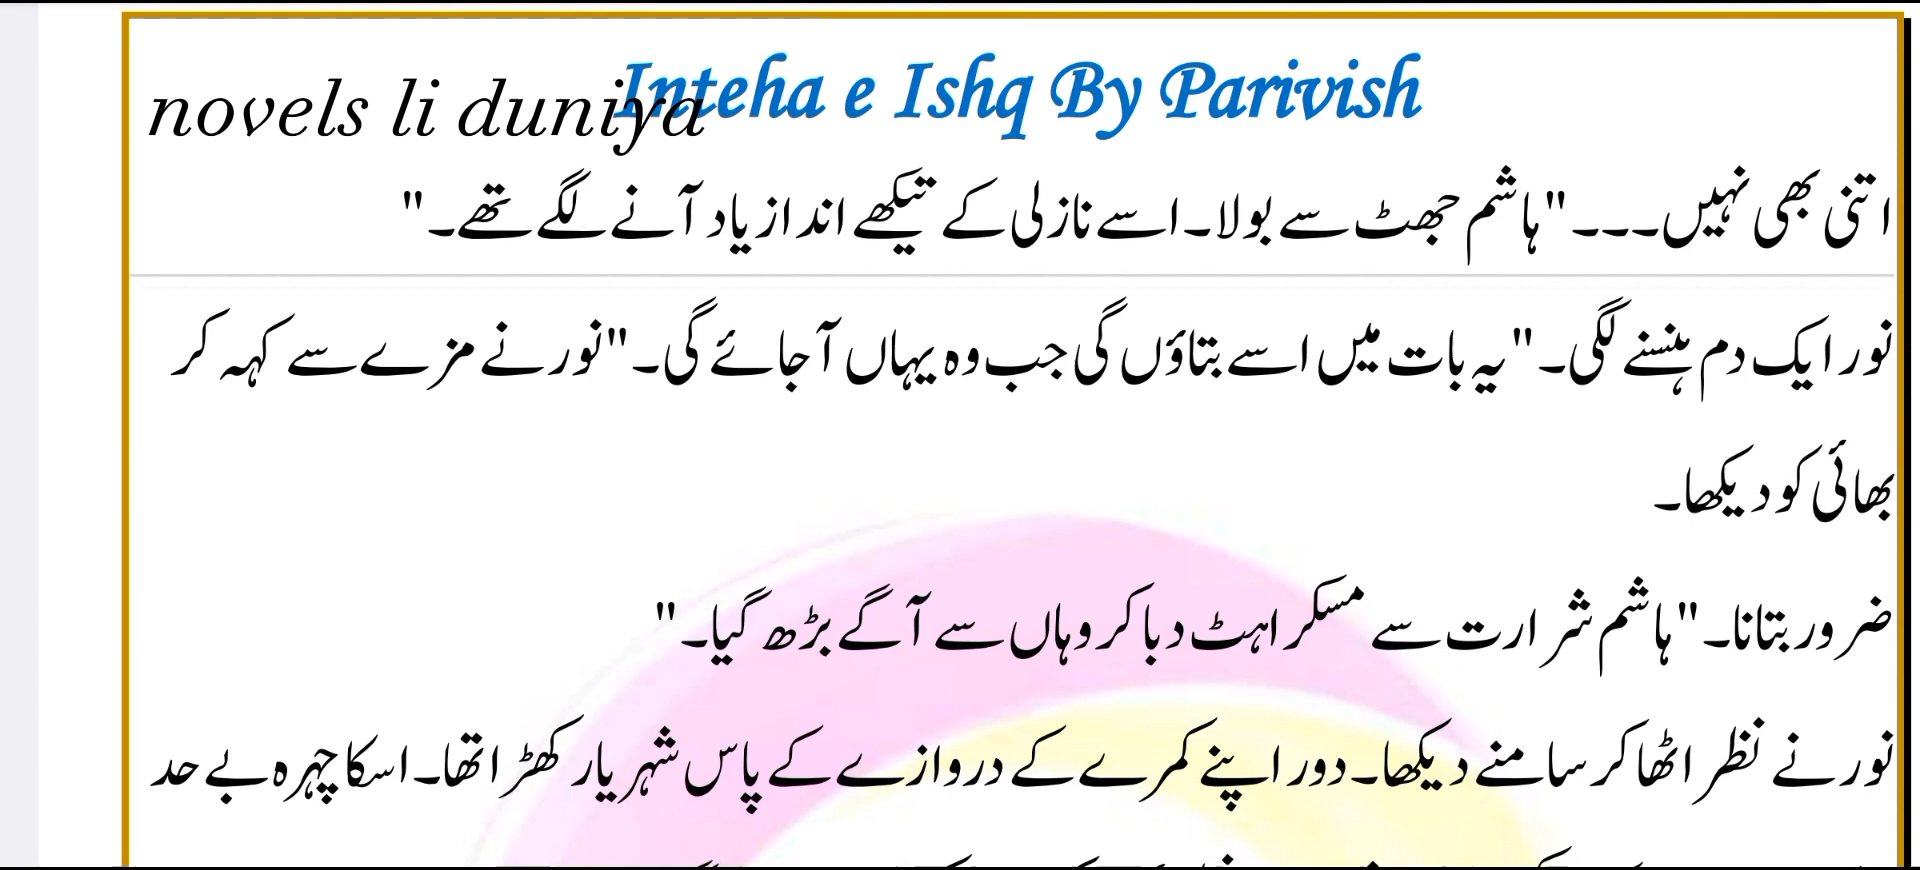 Inteha e Ishq By Parivish
novels li duniya
اتنی بھی نہیں۔۔۔"ہاشم جھٹ سے بولا۔اسے نازلی کے تیکھے انداز یاد آنے لگے تھے۔"
نور ایک دم ہنسنے لگی۔"یہ بات میں اسے بتاؤں گی جب وہ یہاں آجائے گی۔"نور نے مزے سے کہہ کر
بھائی کو دیکھا۔
ضرور بتانا۔"ہاشم شرارت سے مسکراہٹ دبا کر وہاں سے آگے بڑھ گیا۔"
نور نے نظر اٹھا کر سامنے دیکھا۔دور اپنے کمرے کے دروازے کے پاس شہریار کھڑا تھا۔اسکا چہرہ بے حد